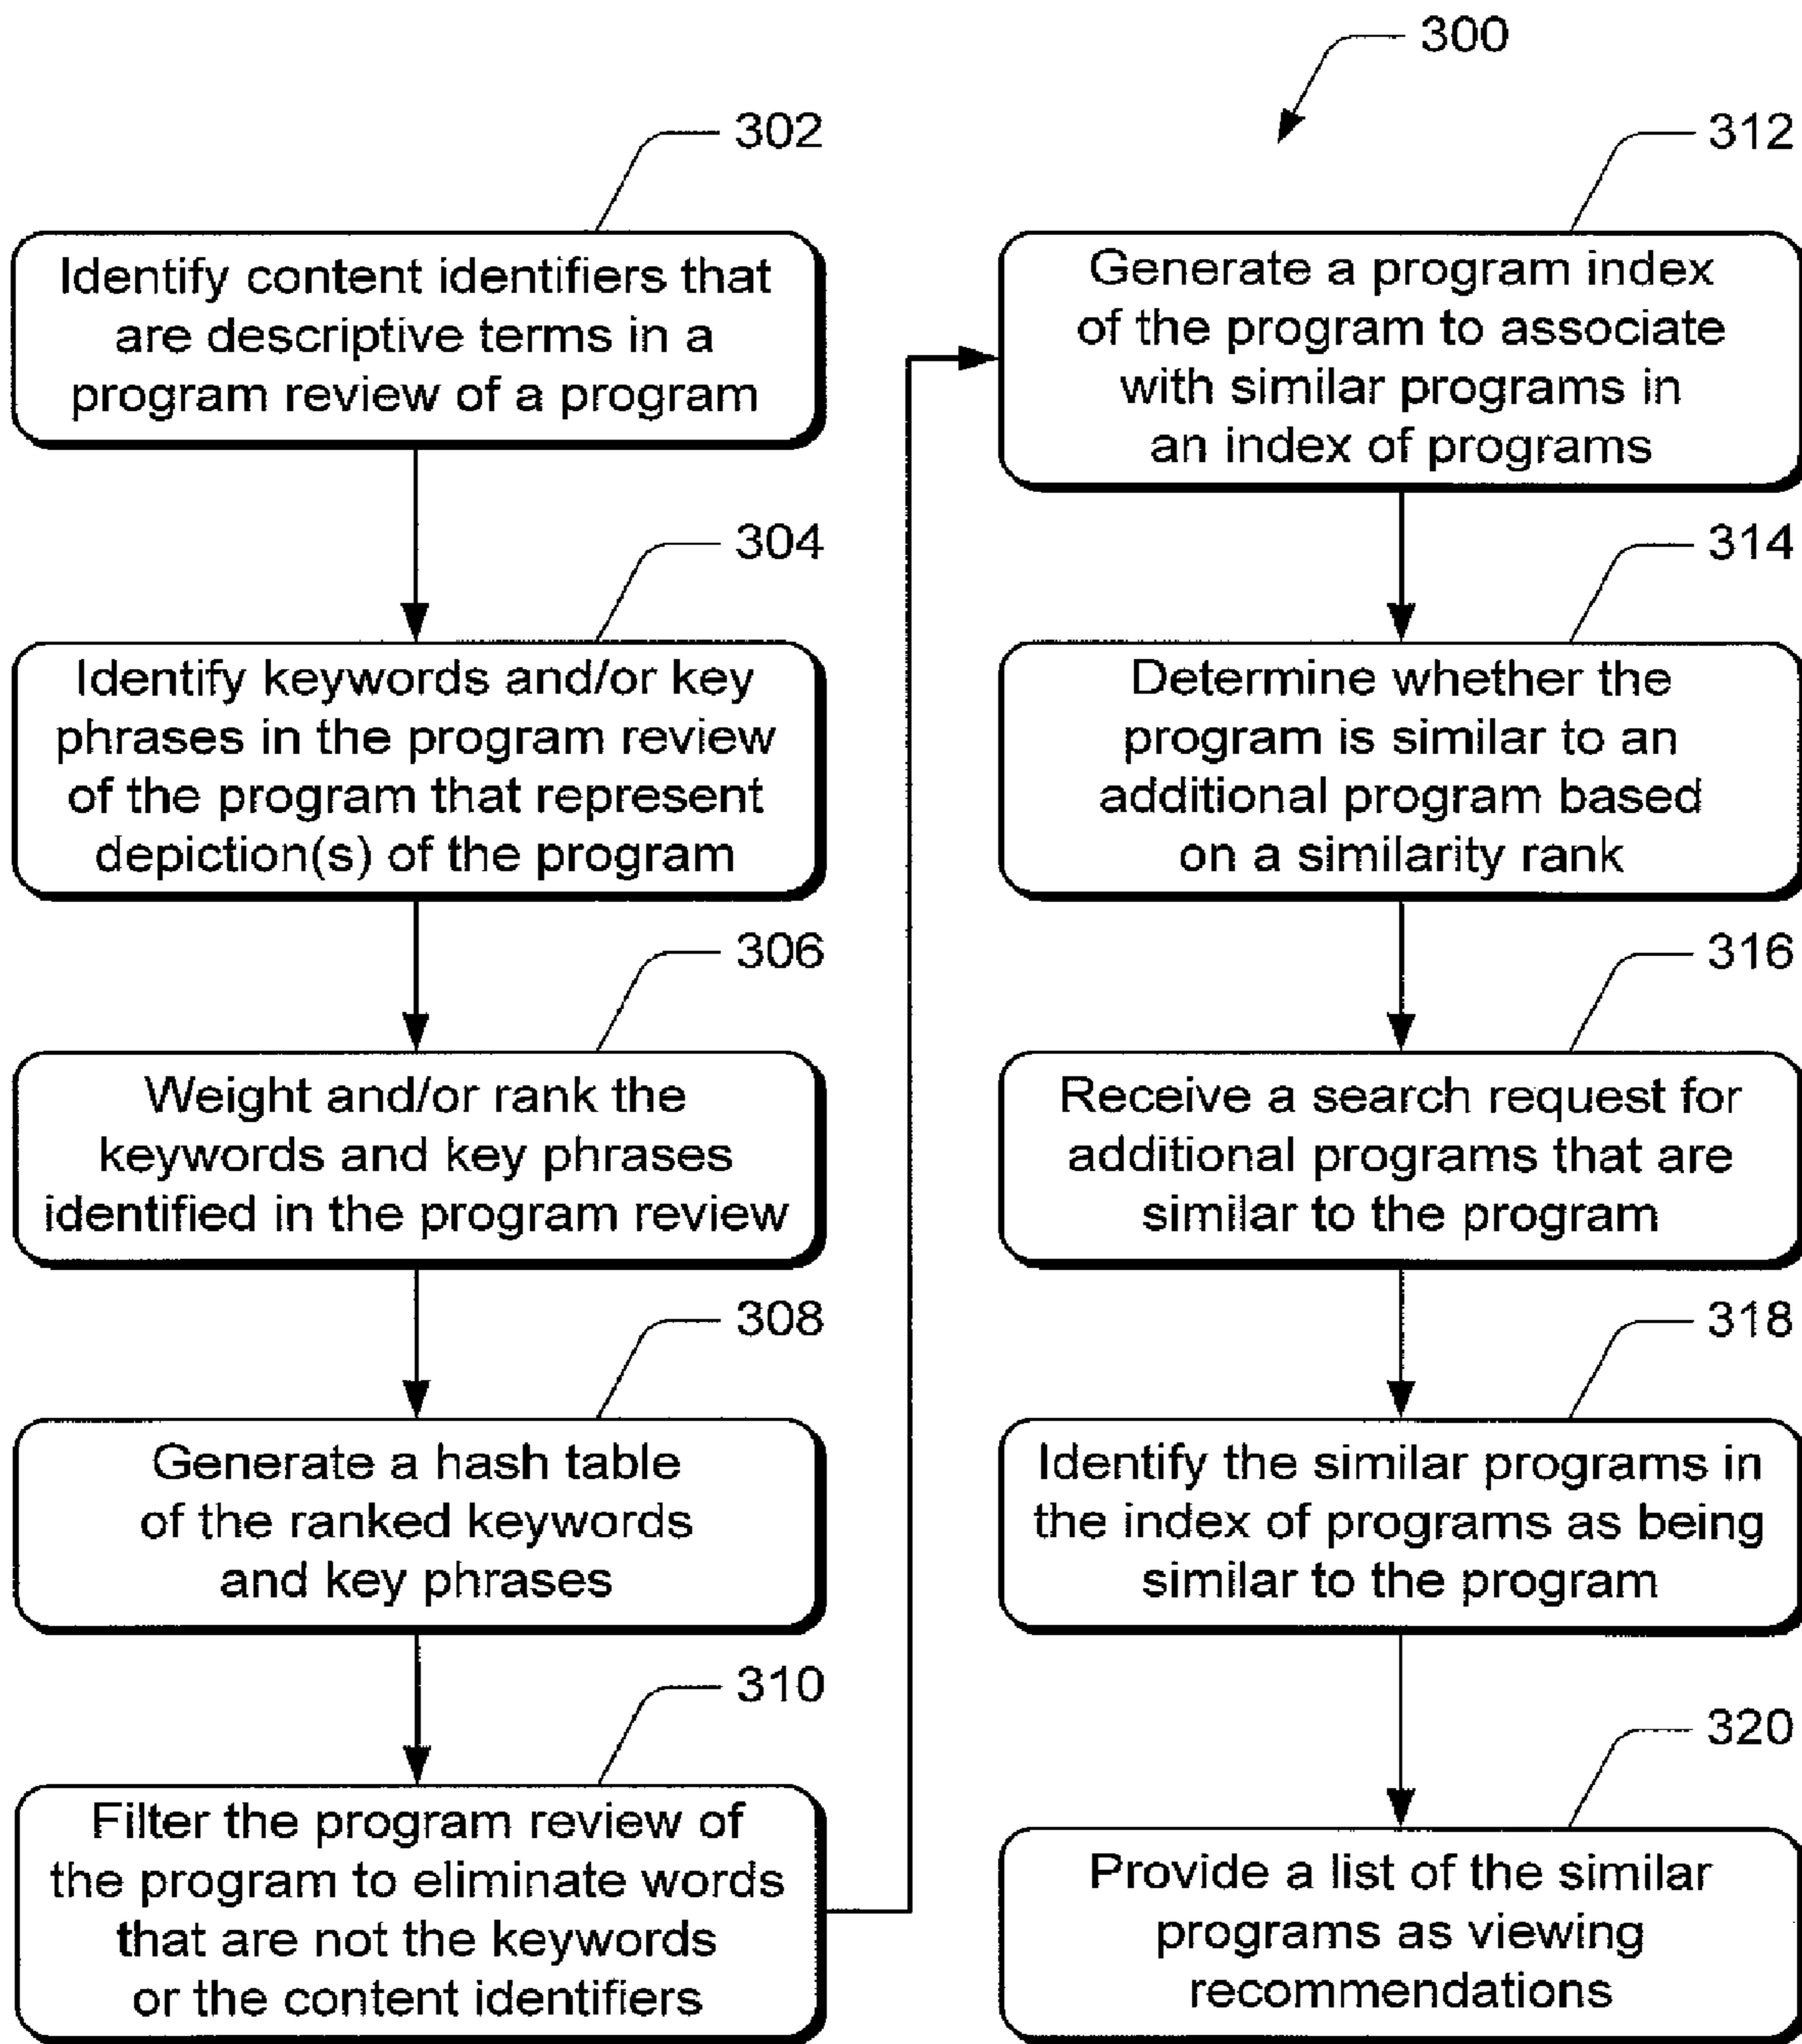 300
302
Identify content identifiers that
are descriptive terms in a
program review of a program
304
Identify keywords and/or key
phrases in the program review
of the program that represent
depiction(s) of the program
306
Weight and/or rank the
keywords and key phrases
identified in the program review
308
Generate a hash table
of the ranked keywords
and key phrases
310
Filter the program review of
the program to eliminate words
that are not the keywords
or the content identifiers
312
Generate a program index
of the program to associate
with similar programs in
an index of programs
314
Determine whether the
program is similar to an
additional program based
on a similarity rank
316
Receive a search request for
additional programs that are
similar to the program
318
Identify the similar programs in
the index of programs as being
similar to the program
320
Provide a list of the similar
programs as viewing
recommendations